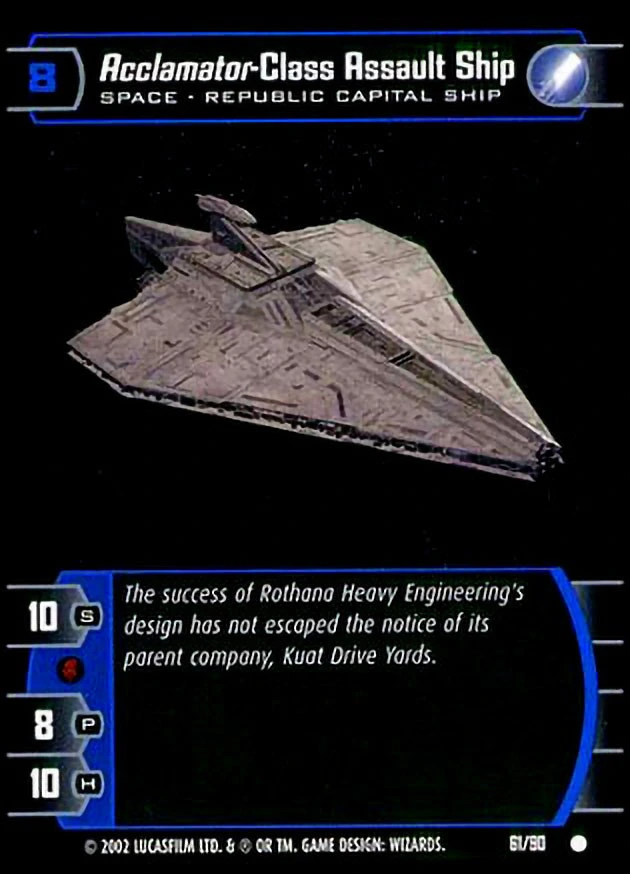 8
Acclamator-Class Assault Ship
SPACE - REPUBLIC CAPITAL SHIP
The success of Rothana Heavy Engineering's
design has not escaped the notice of its
parent company, Kuat Drive Yards.
10 S
8 P
10 H
© 2002 LUCASFILM LTD. & ® OR TM. GAME DESIGN: WIZARDS. 61/90